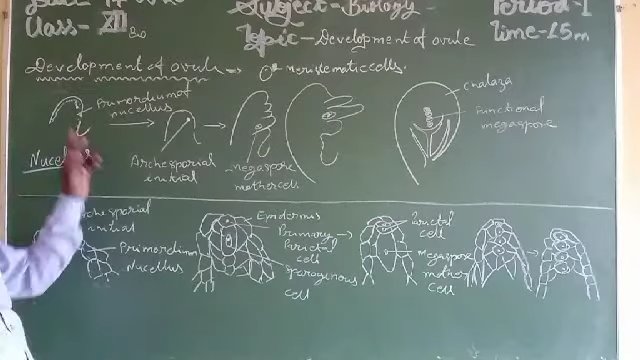 Subject - Biology
Period - I
Class - XII
Topic - Development of ovule
Time - 45m
Development of ovule - meristematic cells.
Primordium of nucellus
chalaza
Functional megaspore
Archesporial initial
megaspore mother cell
initial
Primordium nucellus
Epidermis
Primary parietal cell
Sporogenous cell
Parietal cell
megaspore mother cell